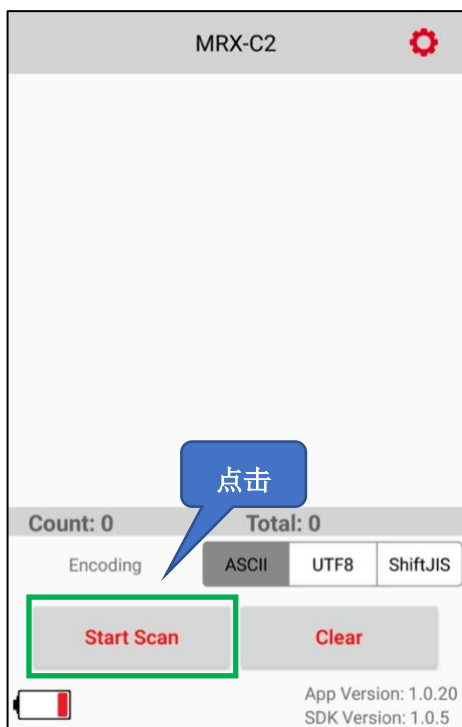 MRX-C2
点击
Count: 0 Total: 0
Encoding ASCII UTF8 ShiftJIS
Start Scan Clear
App Version: 1.0.20
SDK Version: 1.0.5